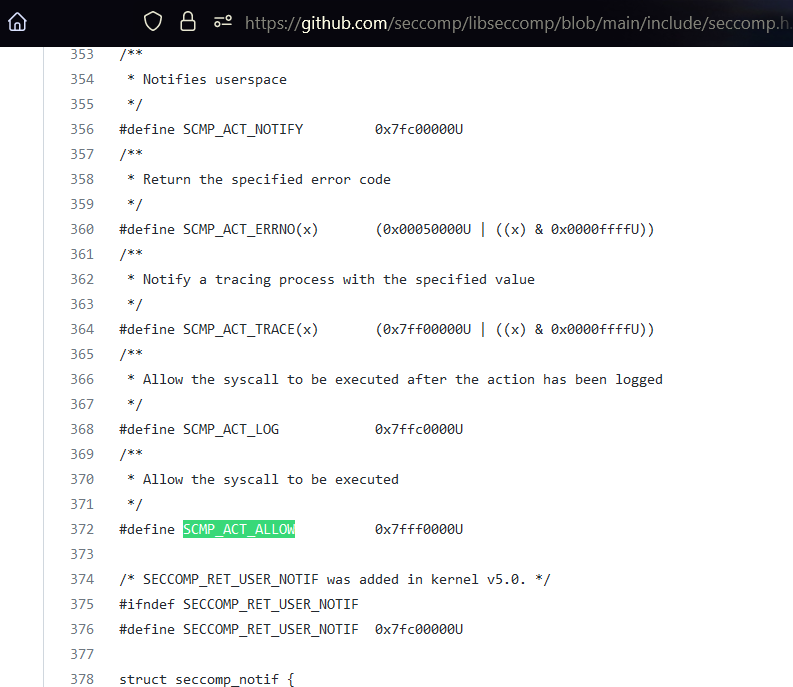 https://github.com/seccomp/libseccomp/blob/main/include/seccomp.h
353 /**
354  * Notifies userspace
355  */
356 #define SCMP_ACT_NOTIFY 0x7fc00000U
357 /**
358  * Return the specified error code
359  */
360 #define SCMP_ACT_ERRNO(x) (0x00050000U | ((x) & 0x0000ffffU))
361 /**
362  * Notify a tracing process with the specified value
363  */
364 #define SCMP_ACT_TRACE(x) (0x7ff00000U | ((x) & 0x0000ffffU))
365 /**
366  * Allow the syscall to be executed after the action has been logged
367  */
368 #define SCMP_ACT_LOG 0x7ffc0000U
369 /**
370  * Allow the syscall to be executed
371  */
372 #define SCMP_ACT_ALLOW 0x7fff0000U
373
374 /* SECCOMP_RET_USER_NOTIF was added in kernel v5.0. */
375 #ifndef SECCOMP_RET_USER_NOTIF
376 #define SECCOMP_RET_USER_NOTIF 0x7fc00000U
377
378 struct seccomp_notif {